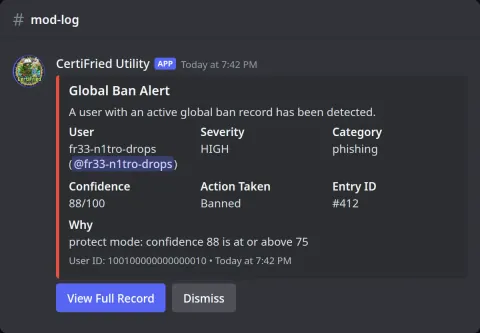 # mod-log
CertiFried Utility APP Today at 7:42 PM
Global Ban Alert
A user with an active global ban record has been detected.
User Severity Category
fr33-n1tro-drops HIGH phishing
(@fr33-n1tro-drops)
Confidence Action Taken Entry ID
88/100 Banned #412
Why
protect mode: confidence 88 is at or above 75
User ID: 100100000000000010 • Today at 7:42 PM
View Full Record Dismiss